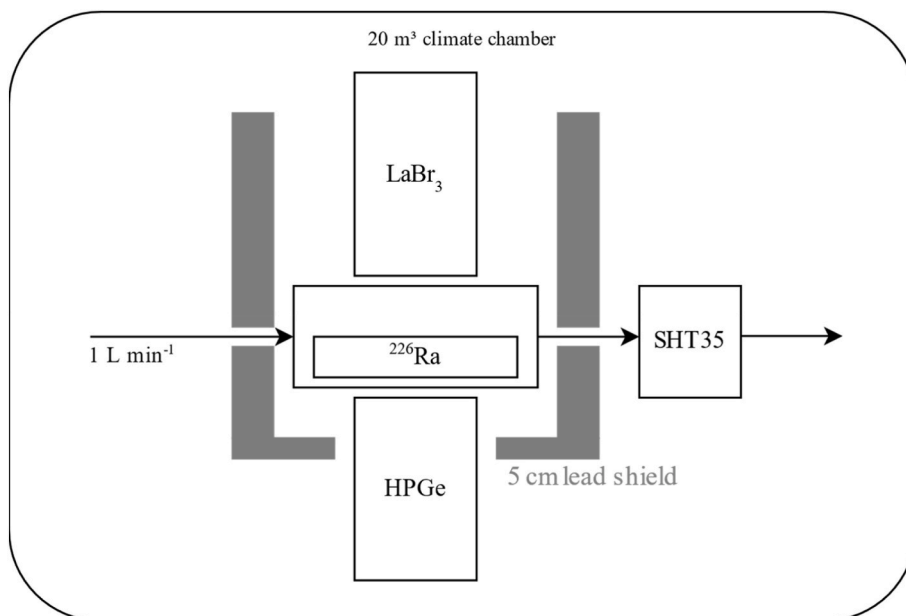 20 m³ climate chamber
LaBr₃
²²⁶Ra
SHT35
1 L min⁻¹
HPGe
5 cm lead shield